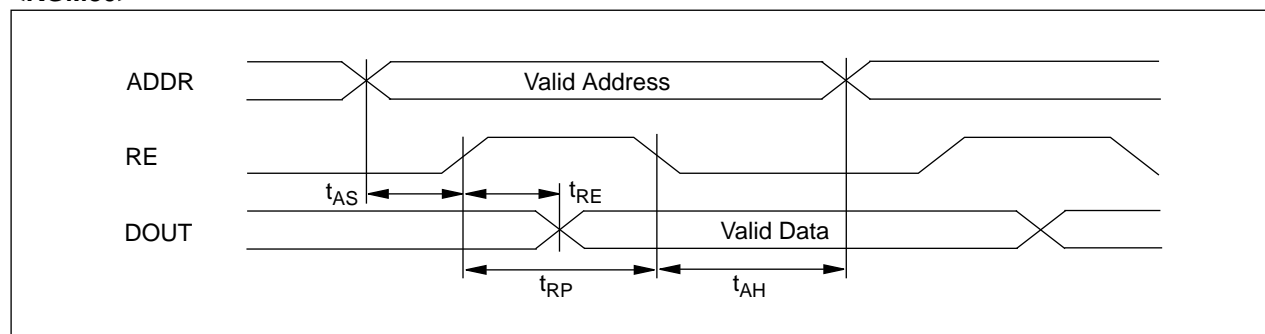 ADDR
Valid Address
RE
tAS
tRE
DOUT
Valid Data
tRP
tAH